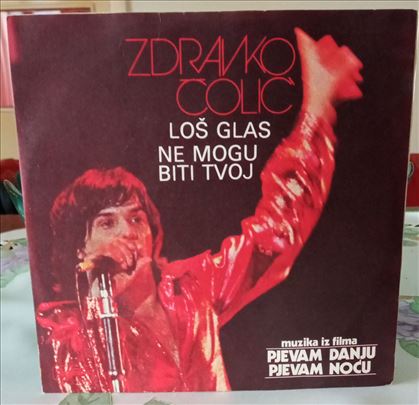 ZDRAVKO
ČOLIĆ
LOŠ GLAS
NE MOGU
BITI TVOJ
muzika iz filma
PJEVAM DANJU
PJEVAM NOĆU